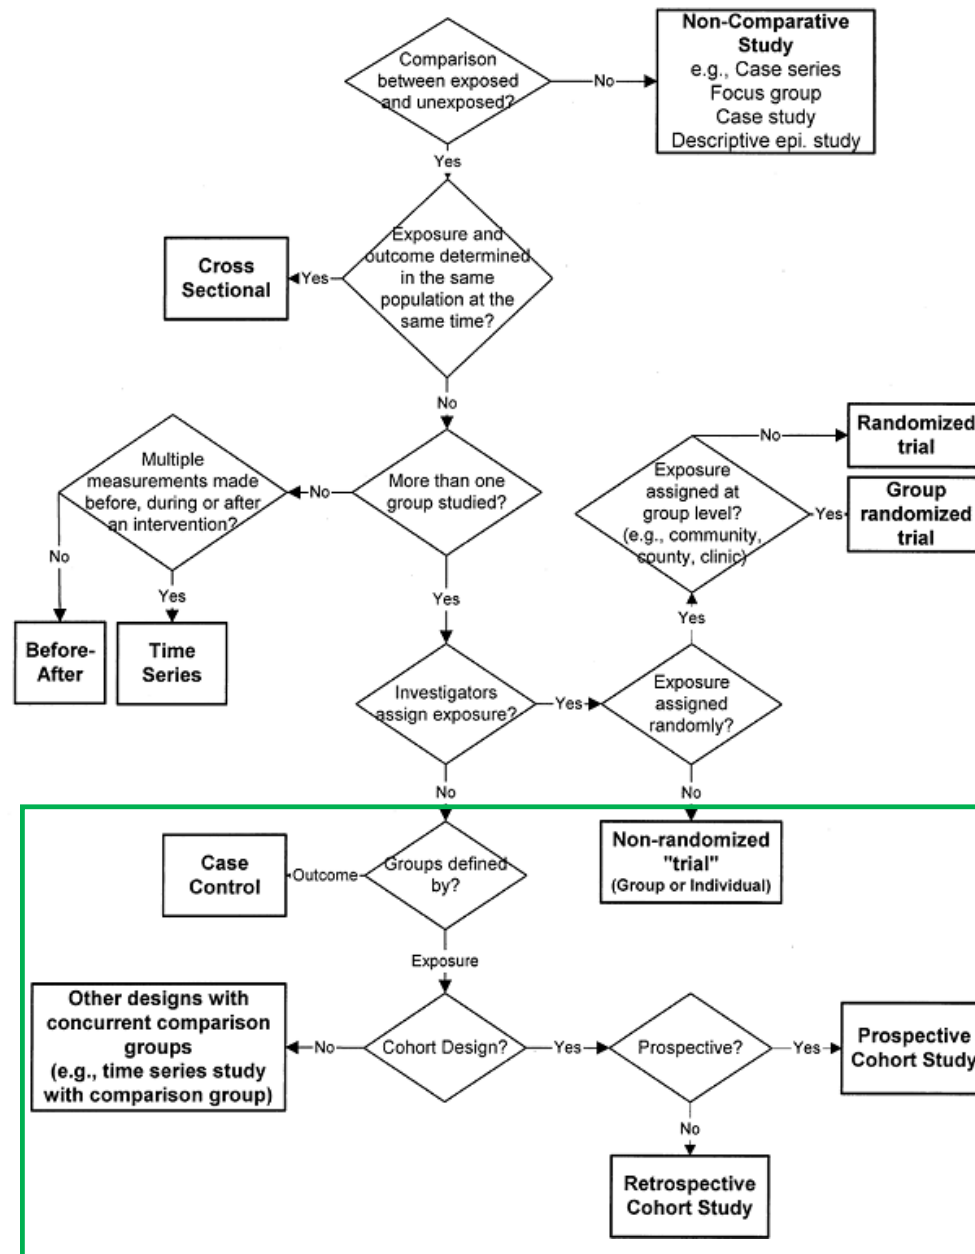 Comparison
between exposed
and unexposed?
No
Non-Comparative
Study
e.g., Case series
Focus group
Case study
Descriptive epi. study
Yes
Exposure and
outcome determined
in the same
population at the
same time?
Yes
Cross
Sectional
No
More than one
group studied?
No
Multiple
measurements made
before, during or after
an intervention?
No
Yes
Before-
After
Time
Series
Yes
Investigators
assign exposure?
Yes
Exposure
assigned
randomly?
Yes
Exposure
assigned at
group level?
(e.g., community,
county, clinic)
No
Randomized
trial
Yes
Group
randomized
trial
No
No
Non-randomized
"trial"
(Group or Individual)
Groups defined
by?
Outcome
Case
Control
Exposure
Cohort Design?
No
Other designs with
concurrent comparison
groups
(e.g., time series study
with comparison group)
Yes
Prospective?
Yes
Prospective
Cohort Study
No
Retrospective
Cohort Study